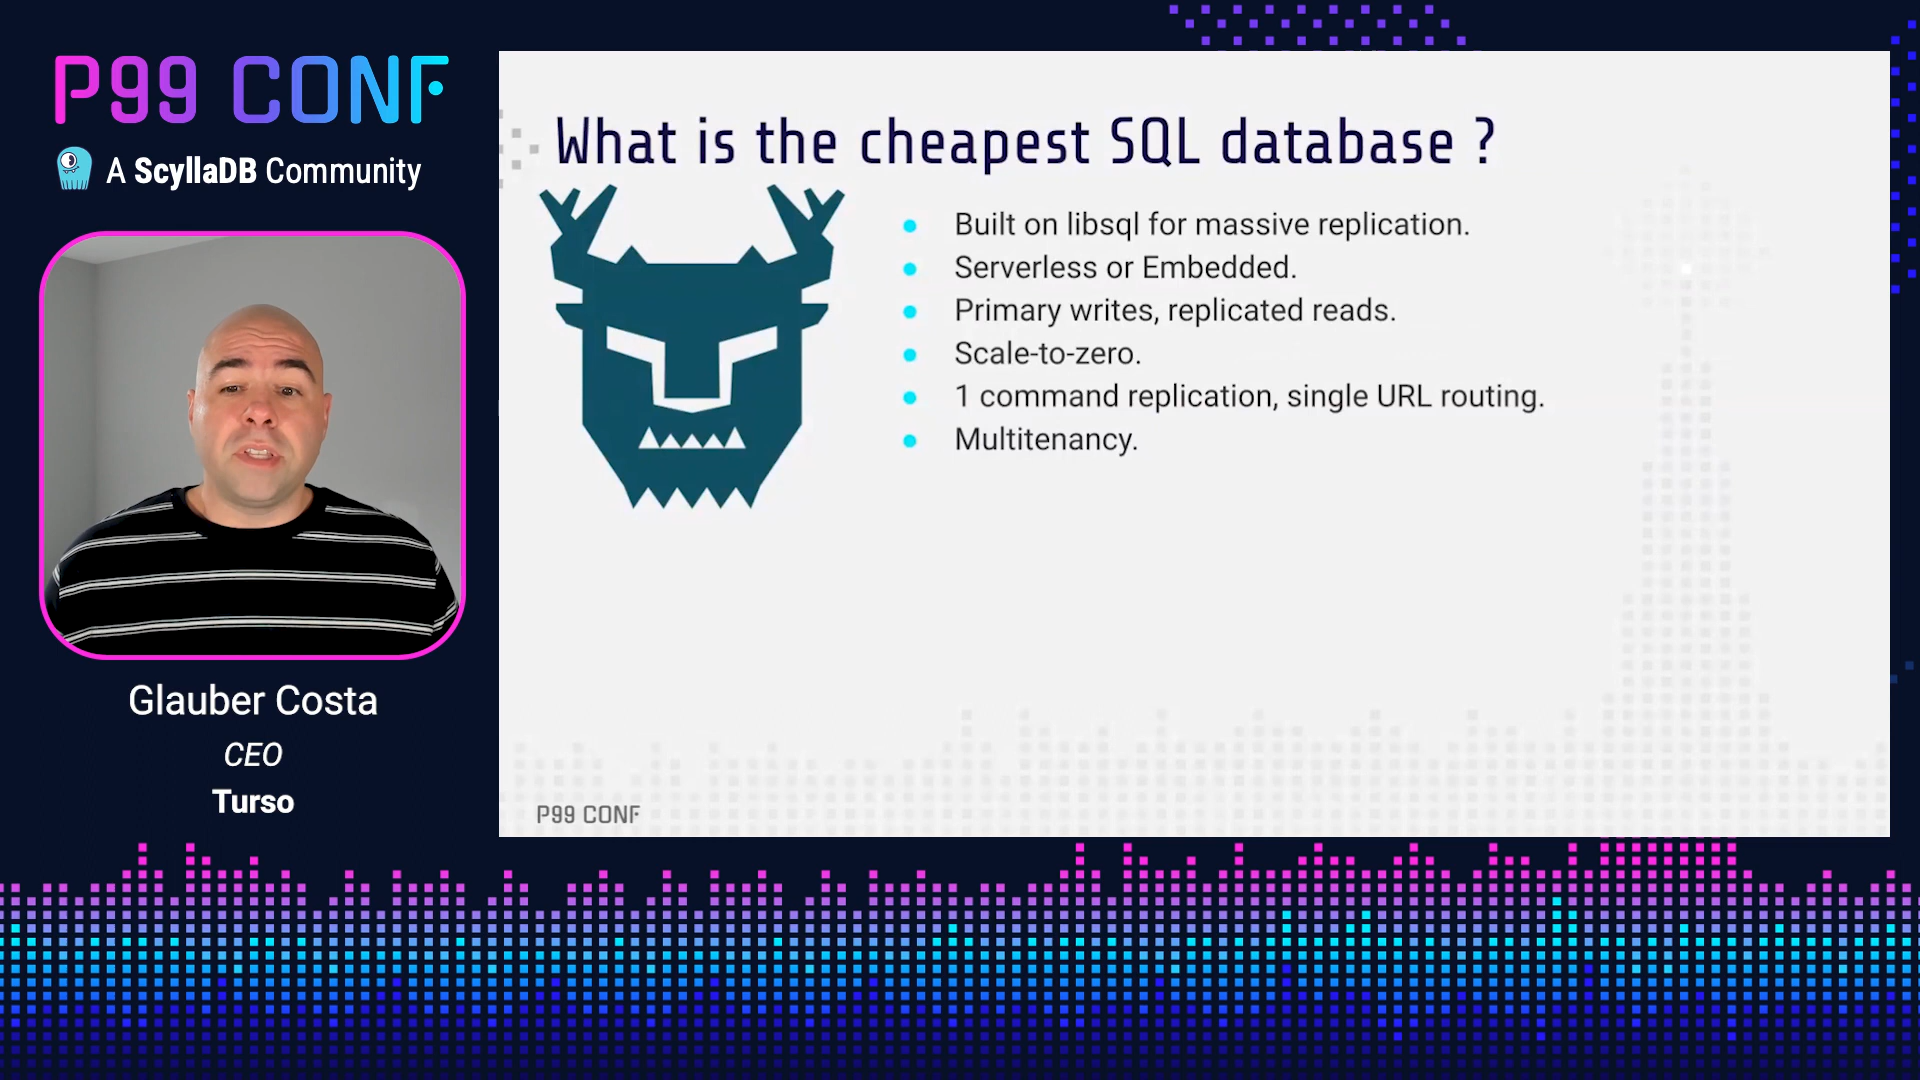 P99 CONF
A ScyllaDB Community
Glauber Costa
CEO
Turso
What is the cheapest SQL database ?
Built on libsql for massive replication.
Serverless or Embedded.
Primary writes, replicated reads.
Scale-to-zero.
1 command replication, single URL routing.
Multitenancy.
P99 CONF